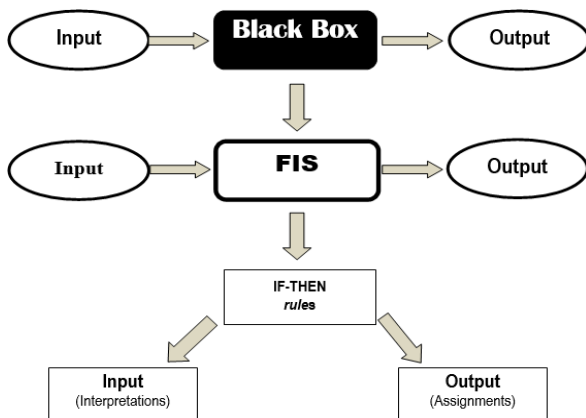 Input
Black Box
Output
Input
FIS
Output
IF-THEN
rules
Input
(Interpretations)
Output
(Assignments)